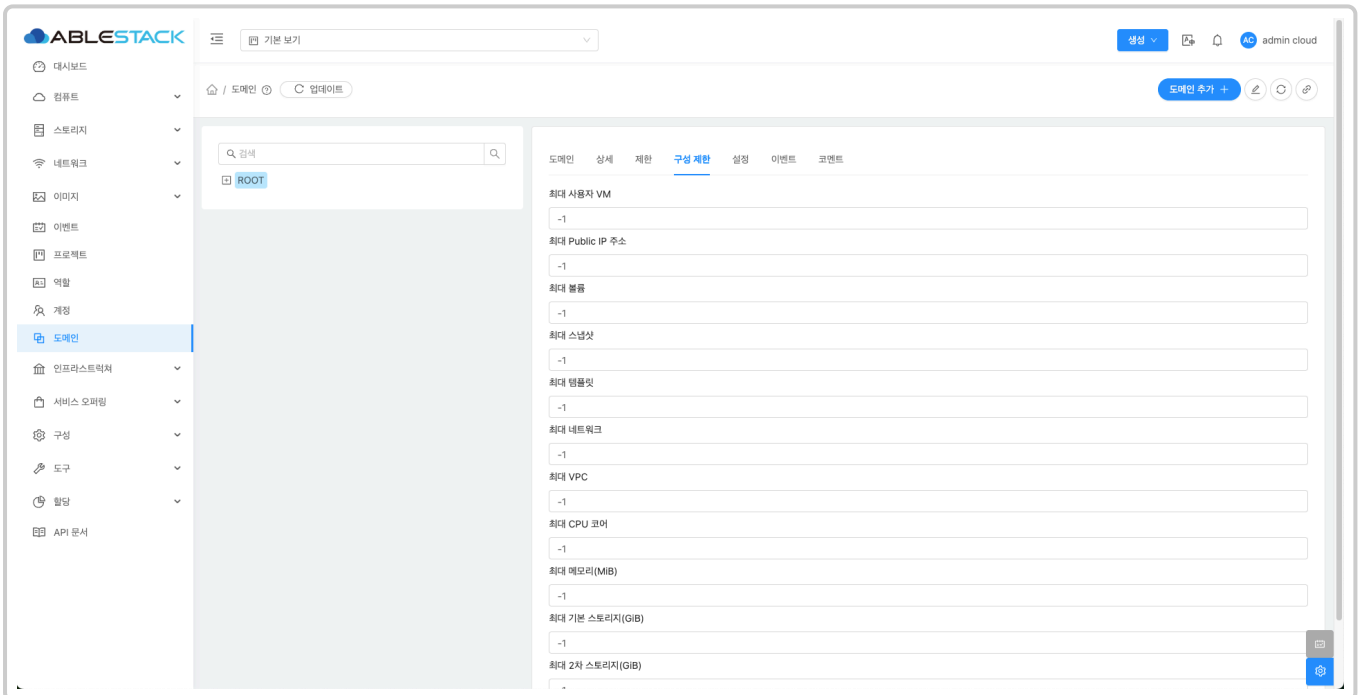 ABLESTACK
기본 보기
생성
AC admin cloud
대시보드
컴퓨트
스토리지
네트워크
이미지
이벤트
프로젝트
역할
계정
도메인
인프라스트럭쳐
서비스 오퍼링
구성
도구
할당
API 문서
/ 도메인 업데이트
도메인 추가 +
검색
ROOT
도메인 상세 제한 구성 제한 설정 이벤트 코멘트
최대 사용자 VM
-1
최대 Public IP 주소
-1
최대 볼륨
-1
최대 스냅샷
-1
최대 템플릿
-1
최대 네트워크
-1
최대 VPC
-1
최대 CPU 코어
-1
최대 메모리(MiB)
-1
최대 기본 스토리지(GiB)
-1
최대 2차 스토리지(GiB)